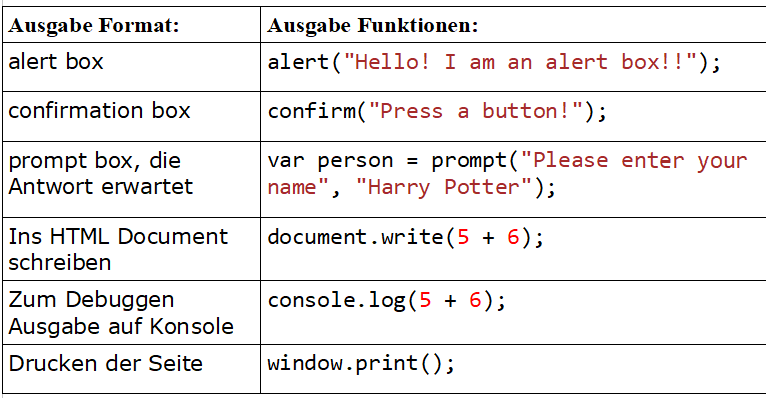 Ausgabe Format: Ausgabe Funktionen:
alert box alert("Hello! I am an alert box!!");
confirmation box confirm("Press a button!");
prompt box, die var person = prompt("Please enter your
Antwort erwartet name", "Harry Potter");
Ins HTML Document document.write(5 + 6);
schreiben
Zum Debuggen console.log(5 + 6);
Ausgabe auf Konsole
Drucken der Seite window.print();